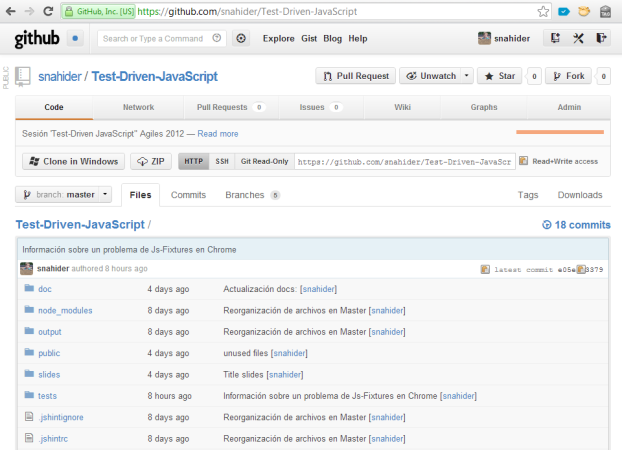 GitHub, Inc. [US] https://github.com/snahider/Test-Driven-JavaScript
github Search or Type a Command Explore Gist Blog Help snahider
PUBLIC
snahider / Test-Driven-JavaScript Pull Request Unwatch Star 0 Fork 0
Code Network Pull Requests 0 Issues 0 Wiki Graphs Admin
Sesión 'Test-Driven JavaScript" Agiles 2012 — Read more
Clone in Windows ZIP HTTP SSH Git Read-Only https://github.com/snahider/Test-Driven-JavaScr Read+Write access
branch: master Files Commits Branches 6 Tags Downloads
Test-Driven-JavaScript / 18 commits
Información sobre un problema de Js-Fixtures en Chrome
snahider authored 8 hours ago latest commit e05e 3379
doc 4 days ago Actualización docs: [snahider]
node_modules 8 days ago Reorganización de archivos en Master [snahider]
output 8 days ago Reorganización de archivos en Master [snahider]
public 4 days ago unused files [snahider]
slides 4 days ago Title slides [snahider]
tests 8 hours ago Información sobre un problema de Js-Fixtures en Chrome [snahider]
.jshintignore 8 days ago Reorganización de archivos en Master [snahider]
.jshintrc 8 days ago Reorganización de archivos en Master [snahider]